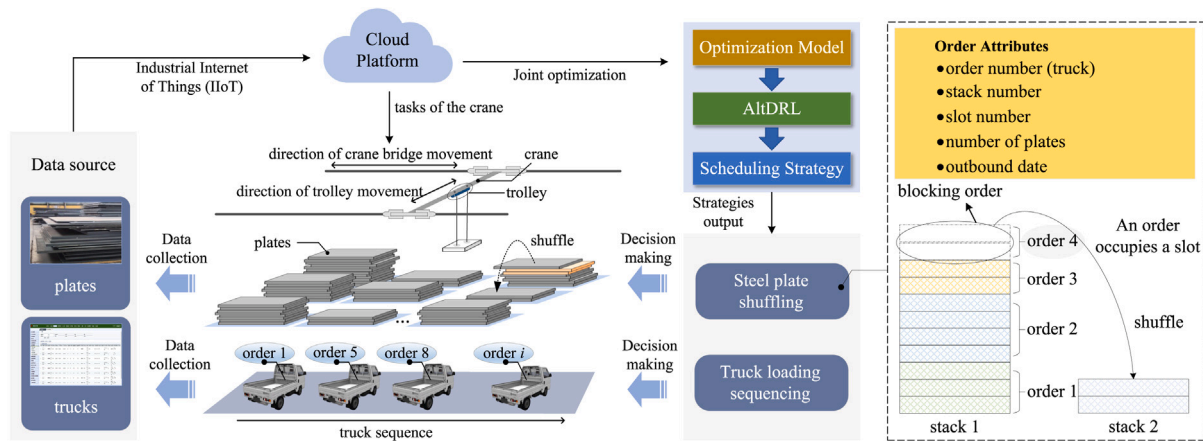 Cloud
Platform
Industrial Internet
of Things (IIoT)
Joint optimization
tasks of the crane
Data source
plates
trucks
direction of crane bridge movement
crane
direction of trolley movement
trolley
plates
shuffle
Data
collection
Decision
making
...
Data
collection
order 1
order 5
order 8
order i
Decision
making
truck sequence
Optimization Model
AltDRL
Scheduling Strategy
Strategies
output
Steel plate
shuffling
Truck loading
sequencing
Order Attributes
•order number (truck)
•stack number
•slot number
•number of plates
•outbound date
blocking order
An order
occupies a slot
order 4
order 3
order 2
order 1
shuffle
stack 1
stack 2